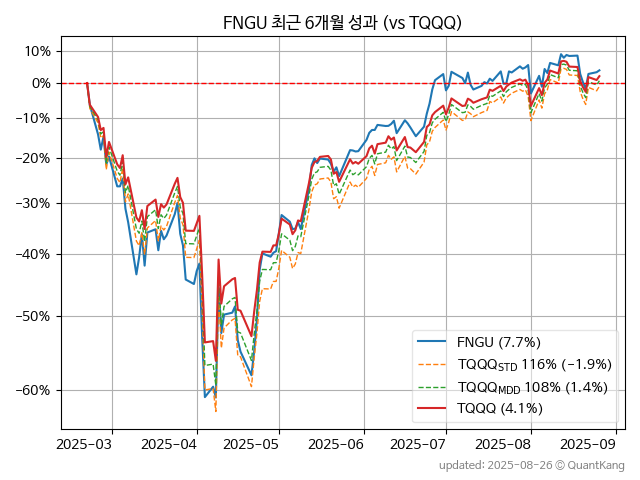 FNGU 최근 6개월 성과 (vs TQQQ)
10%
0%
−10%
−20%
−30%
−40%
−50%
−60%
FNGU (7.7%)
TQQQSTD 116% (−1.9%)
TQQQMDD 108% (1.4%)
TQQQ (4.1%)
2025-03 2025-04 2025-05 2025-06 2025-07 2025-08 2025-09
updated: 2025-08-26 © QuantKang